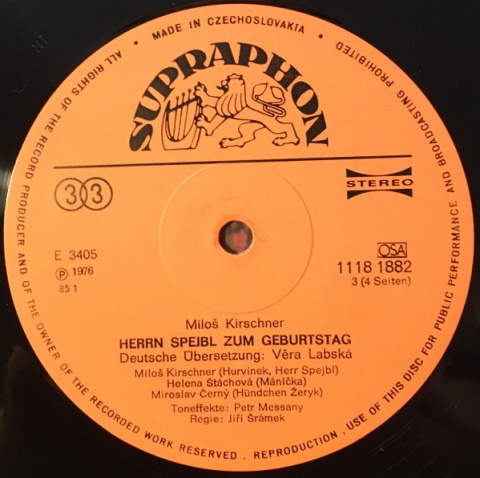 MADE IN CZECHOSLOVAKIA
ALL RIGHTS OF THE RECORD PRODUCER AND OF THE OWNER OF THE RECORDED WORK RESERVED . REPRODUCTION . USE OF THIS DISC FOR PUBLIC PERFORMANCE AND BROADCASTING PROHIBITED
SUPRAPHON
33
STEREO
E 3405
Ⓟ 1976
85 1
OSA
1118 1882
3 (4 Seiten)
Miloš Kirschner
HERRN SPEJBL ZUM GEBURTSTAG
Deutsche Übersetzung: Věra Labská
Miloš Kirschner (Hurvínek, Herr Spejbl)
Helena Štáchová (Mánička)
Miroslav Černý (Hündchen Žeryk)
Toneffekte: Petr Messany
Regie: Jiří Šrámek